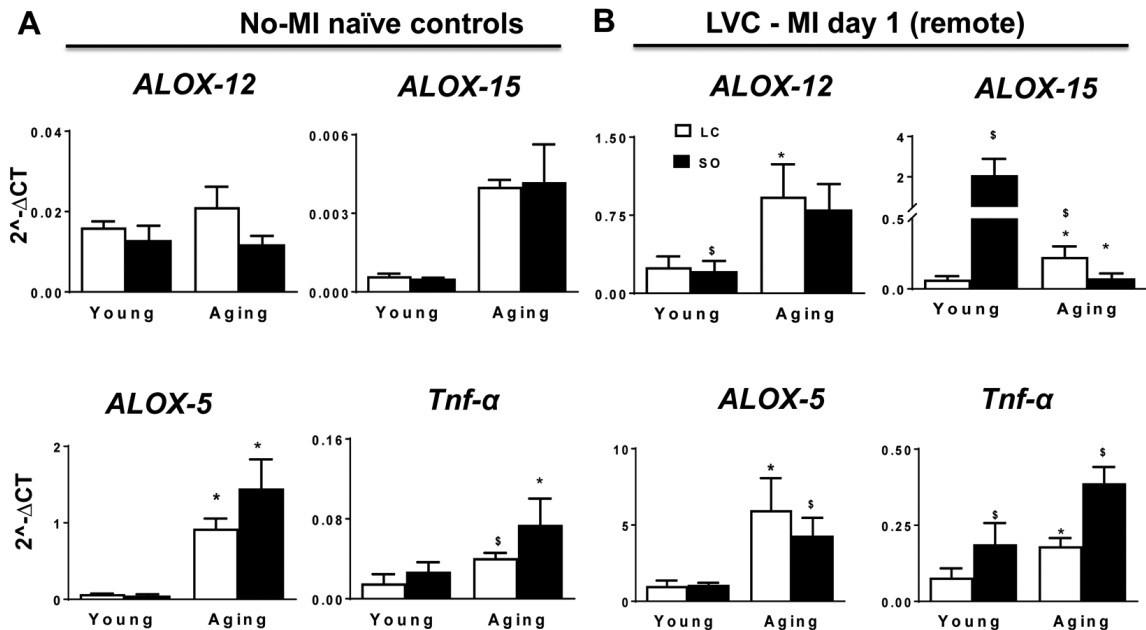 A No-MI naïve controls
ALOX-12 ALOX-15
2^-ΔCT
0.04
0.02
0.00
Young Aging
0.006
0.003
0.000
Young Aging
ALOX-5 Tnf-α
2^-ΔCT
2
1
0
* *
Young Aging
0.16
0.08
0.00
$ *
Young Aging
B LVC - MI day 1 (remote)
ALOX-12 ALOX-15
1.50
0.75
0.00
LC
SO
$ *
Young Aging
4
2
0.5
0.0
$
$
* *
Young Aging
ALOX-5 Tnf-α
10
5
0
* $
Young Aging
0.50
0.25
0.00
$ * $
Young Aging